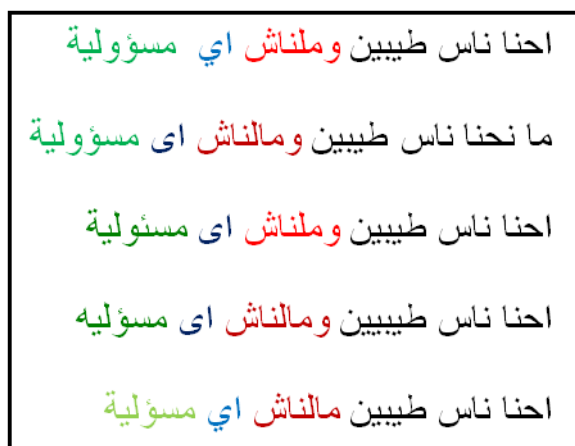 احنا ناس طيبين وملناش اي مسؤولية
ما نحنا ناس طيبين ومالناش اى مسؤولية
احنا ناس طيبين وملناش اى مسئولية
احنا ناس طيبيين ومالناش اى مسؤليه
احنا ناس طيبين مالناش اي مسؤلية